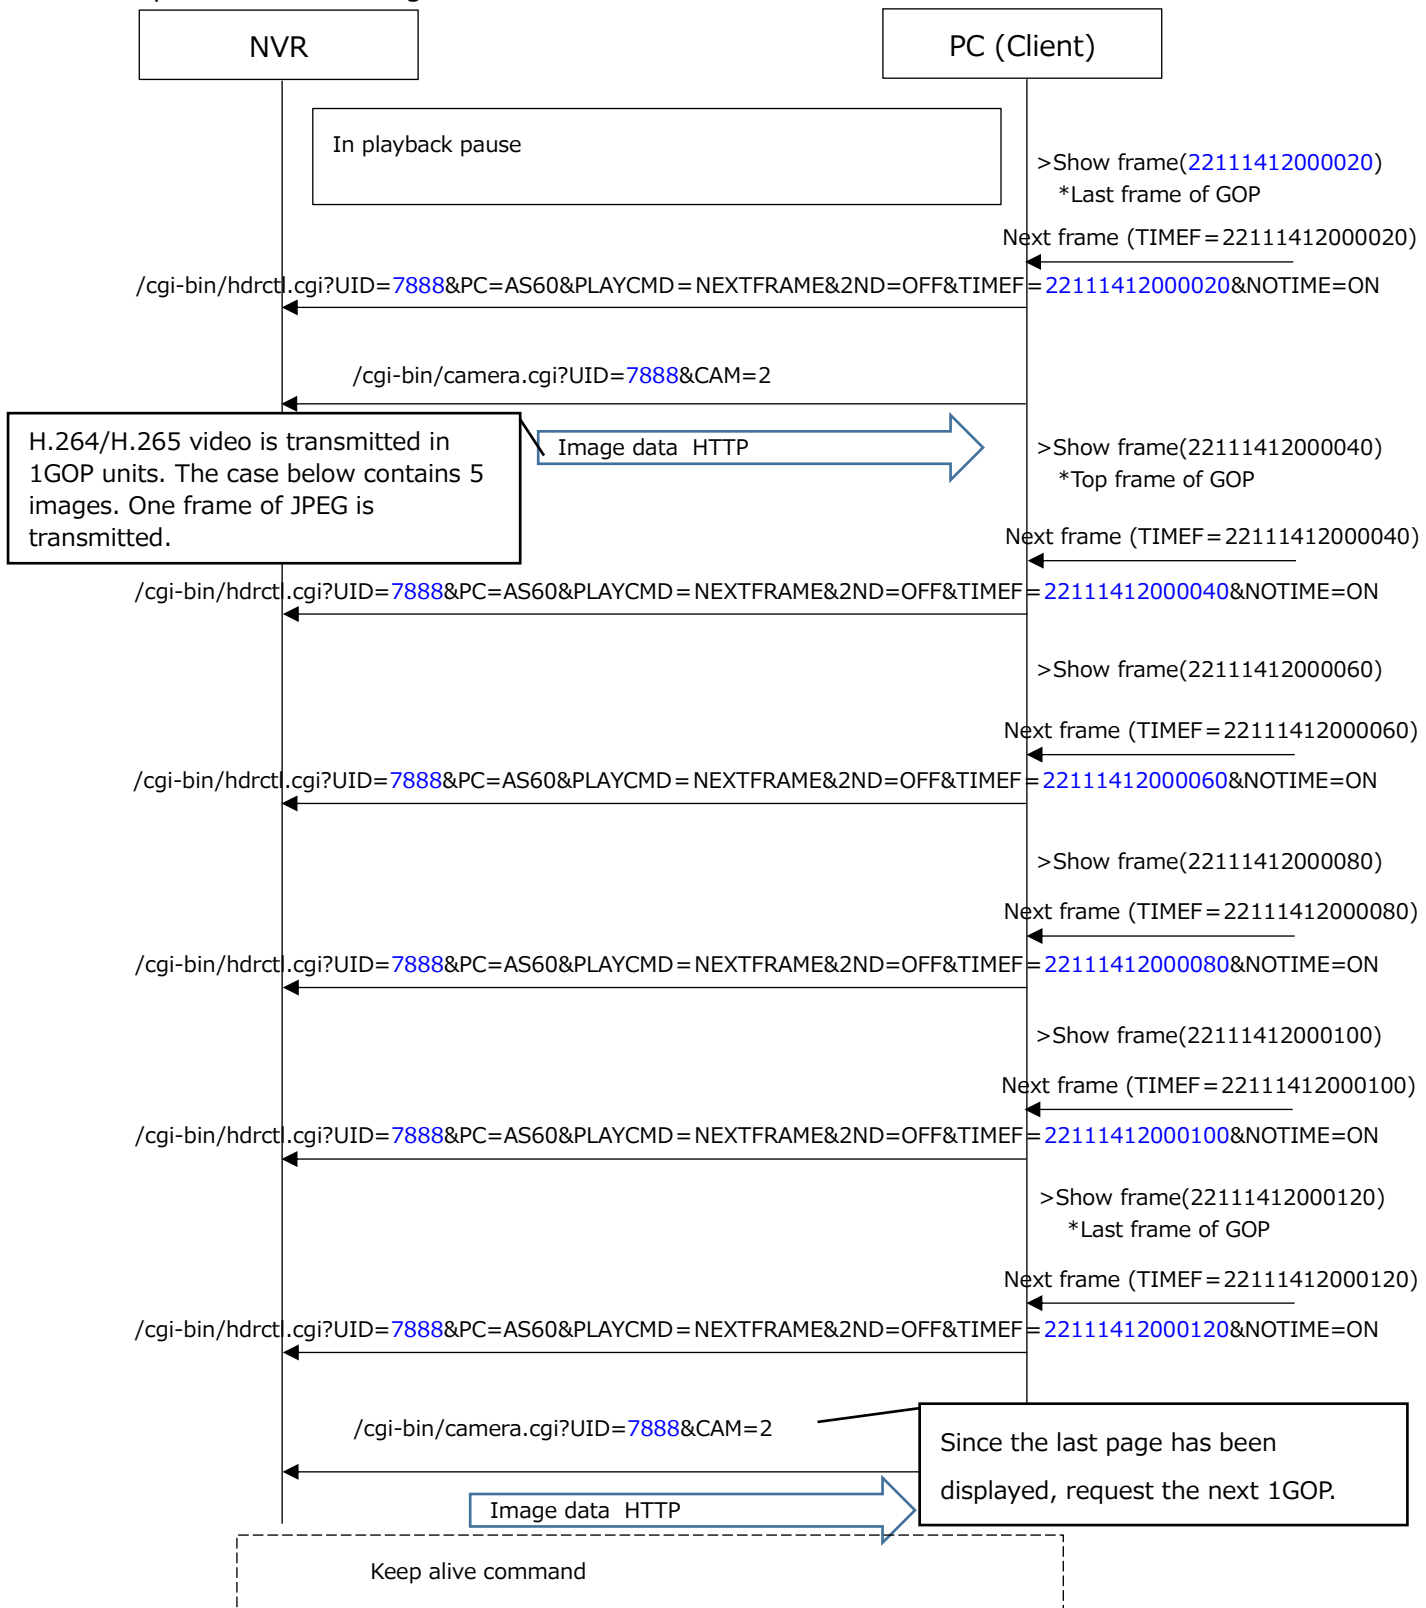 NVR
PC (Client)
In playback pause
>Show frame(22111412000020)
*Last frame of GOP
Next frame (TIMEF=22111412000020)
/cgi-bin/hdrctl.cgi?UID=7888&PC=AS60&PLAYCMD=NEXTFRAME&2ND=OFF&TIMEF=22111412000020&NOTIME=ON
/cgi-bin/camera.cgi?UID=7888&CAM=2
H.264/H.265 video is transmitted in
1GOP units. The case below contains 5
images. One frame of JPEG is
transmitted.
Image data HTTP
>Show frame(22111412000040)
*Top frame of GOP
Next frame (TIMEF=22111412000040)
/cgi-bin/hdrctl.cgi?UID=7888&PC=AS60&PLAYCMD=NEXTFRAME&2ND=OFF&TIMEF=22111412000040&NOTIME=ON
>Show frame(22111412000060)
Next frame (TIMEF=22111412000060)
/cgi-bin/hdrctl.cgi?UID=7888&PC=AS60&PLAYCMD=NEXTFRAME&2ND=OFF&TIMEF=22111412000060&NOTIME=ON
>Show frame(22111412000080)
Next frame (TIMEF=22111412000080)
/cgi-bin/hdrctl.cgi?UID=7888&PC=AS60&PLAYCMD=NEXTFRAME&2ND=OFF&TIMEF=22111412000080&NOTIME=ON
>Show frame(22111412000100)
Next frame (TIMEF=22111412000100)
/cgi-bin/hdrctl.cgi?UID=7888&PC=AS60&PLAYCMD=NEXTFRAME&2ND=OFF&TIMEF=22111412000100&NOTIME=ON
>Show frame(22111412000120)
*Last frame of GOP
Next frame (TIMEF=22111412000120)
/cgi-bin/hdrctl.cgi?UID=7888&PC=AS60&PLAYCMD=NEXTFRAME&2ND=OFF&TIMEF=22111412000120&NOTIME=ON
/cgi-bin/camera.cgi?UID=7888&CAM=2
Since the last page has been
displayed, request the next 1GOP.
Image data HTTP
Keep alive command